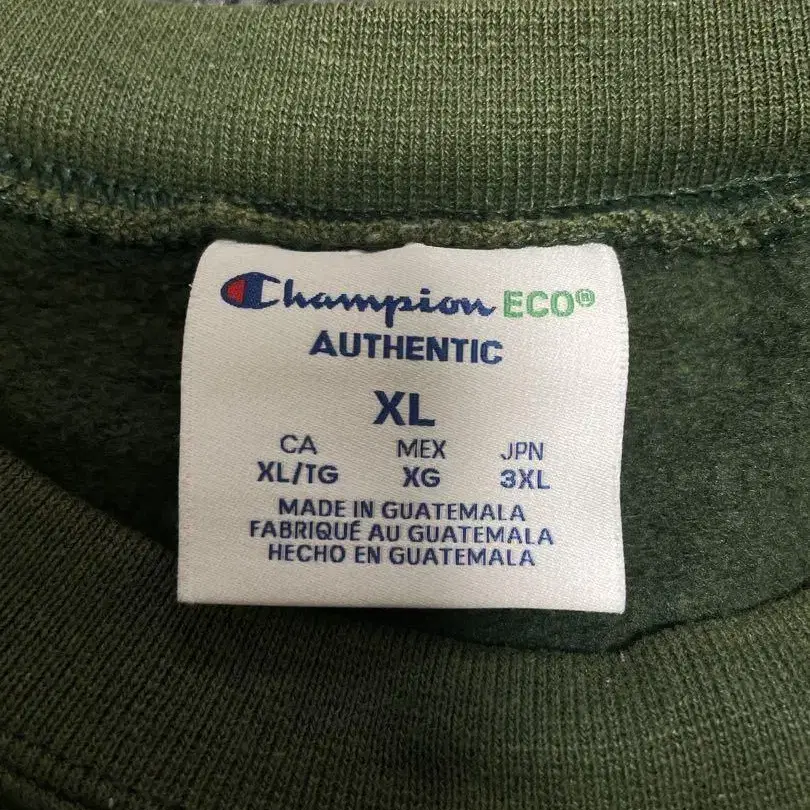 Champion ECO®
AUTHENTIC
XL
CA MEX JPN
XL/TG XG 3XL
MADE IN GUATEMALA
FABRIQUÉ AU GUATEMALA
HECHO EN GUATEMALA